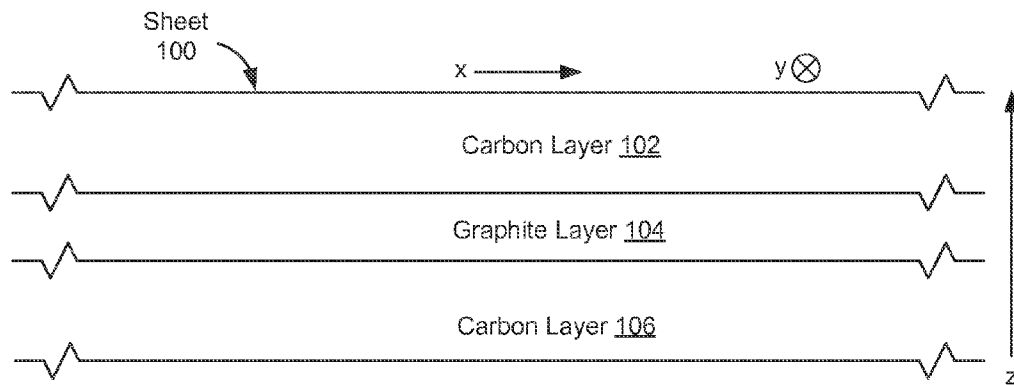 Sheet
100
x
y
Carbon Layer 102
Graphite Layer 104
Carbon Layer 106
z